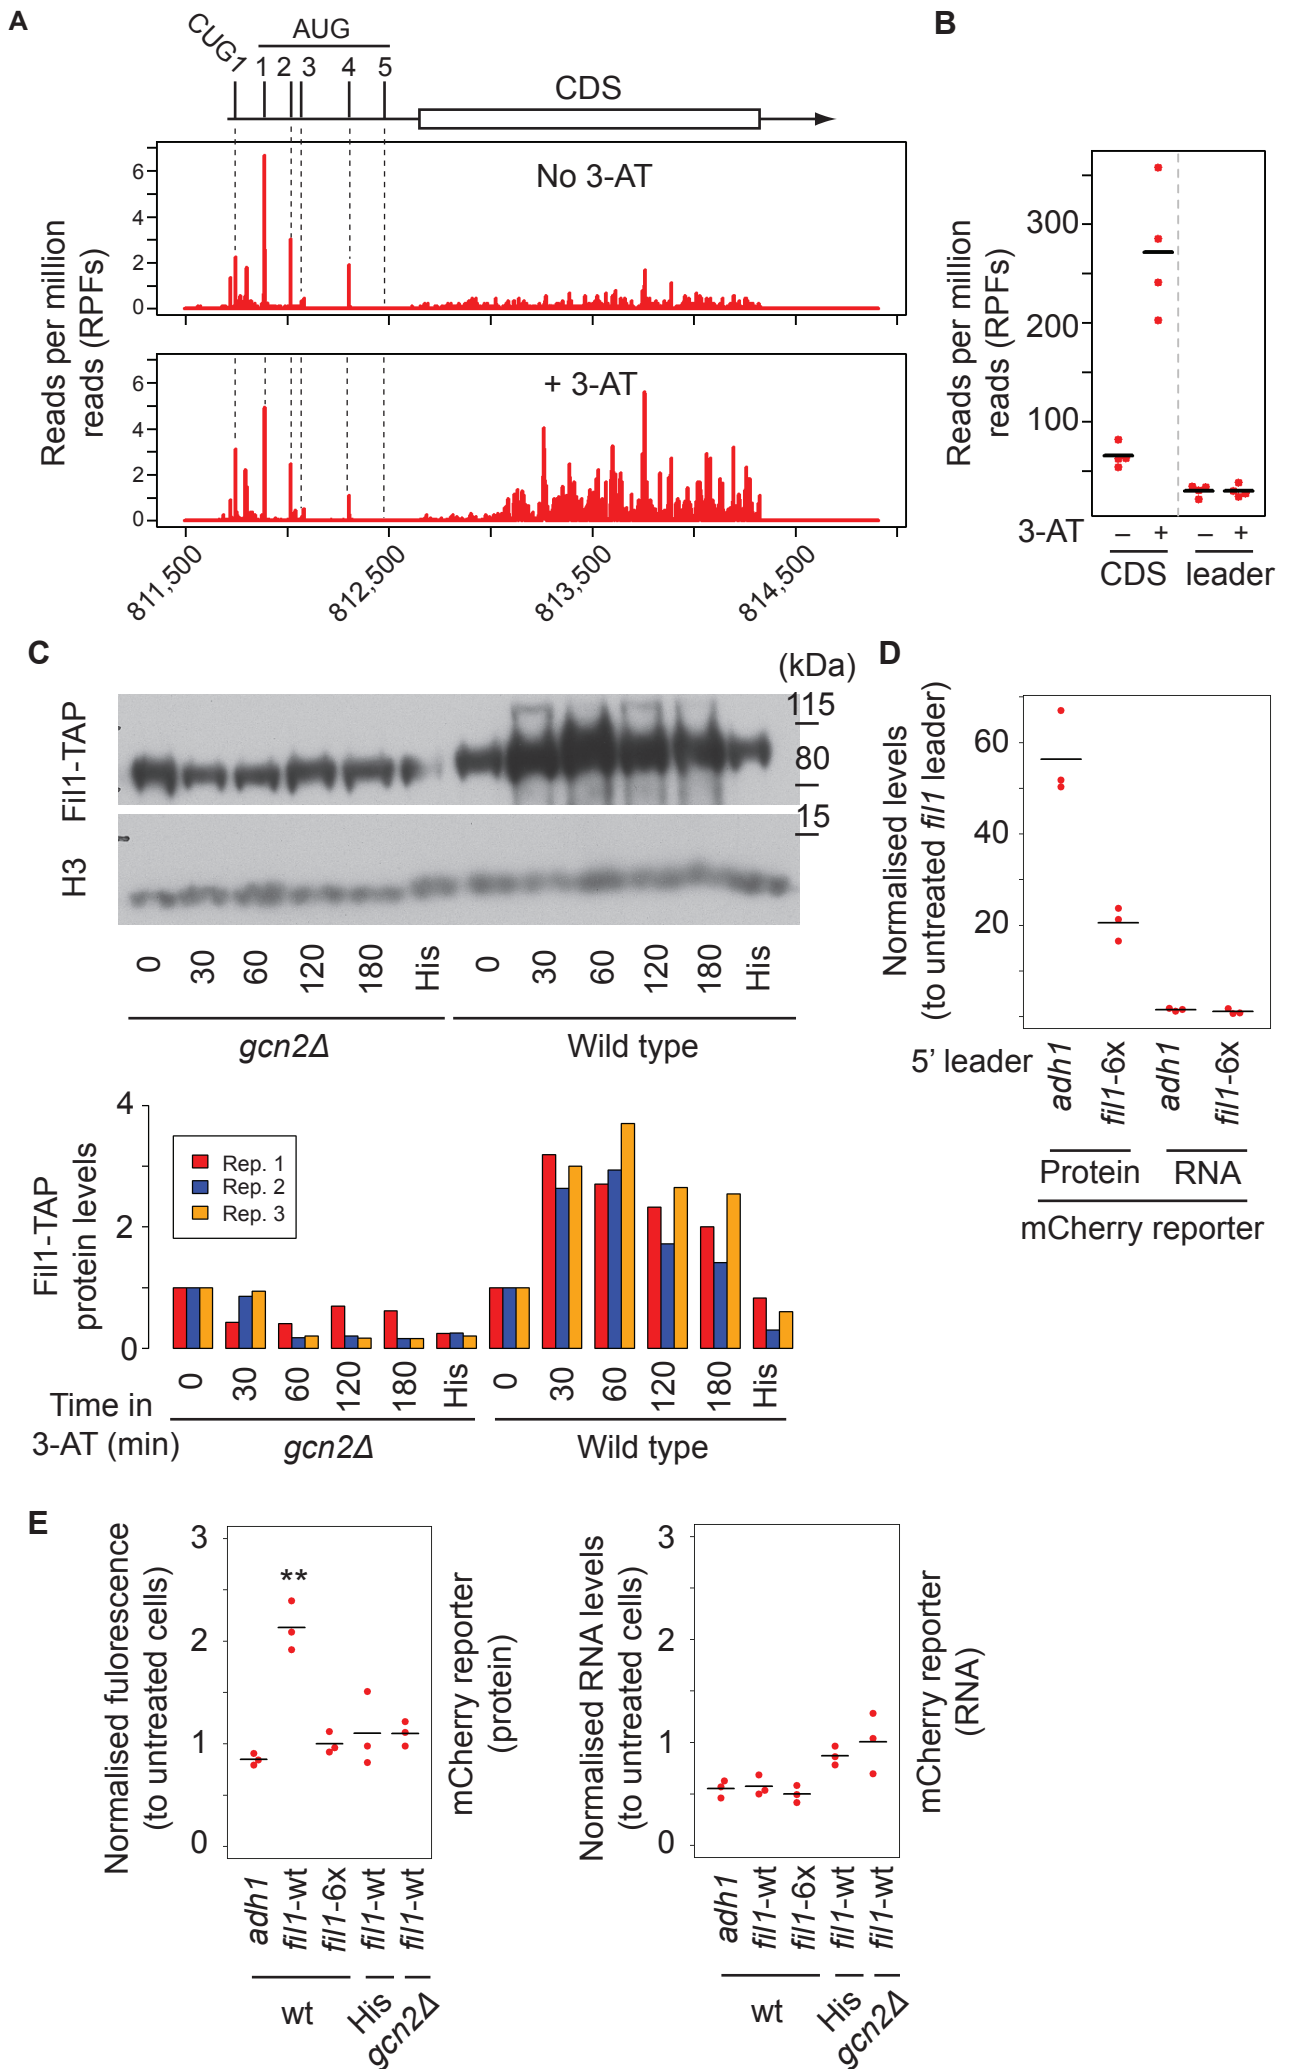 A
CUG1
AUG
1 2 3 4 5
CDS
No 3-AT
6
4
2
0
+ 3-AT
6
4
2
0
Reads per million
reads (RPFs)
811,500
812,500
813,500
814,500
B
Reads per million
reads (RPFs)
300
200
100
3-AT – + – +
CDS leader
C
(kDa)
115
80
15
Fil1-TAP
H3
0 30 60 120 180 His 0 30 60 120 180 His
gcn2Δ Wild type
Fil1-TAP
protein levels
4
2
0
Rep. 1
Rep. 2
Rep. 3
0 30 60 120 180 His 0 30 60 120 180 His
Time in
3-AT (min)
gcn2Δ Wild type
D
Normalised levels
(to untreated fil1 leader)
60
40
20
5’ leader
adh1 fil1-6x adh1 fil1-6x
Protein RNA
mCherry reporter
E
Normalised fulorescence
(to untreated cells)
3
2
1
0
**
mCherry reporter
(protein)
adh1 fil1-wt fil1-6x fil1-wt fil1-wt
wt His gcn2Δ
Normalised RNA levels
(to untreated cells)
3
2
1
0
mCherry reporter
(RNA)
adh1 fil1-wt fil1-6x fil1-wt fil1-wt
wt His gcn2Δ